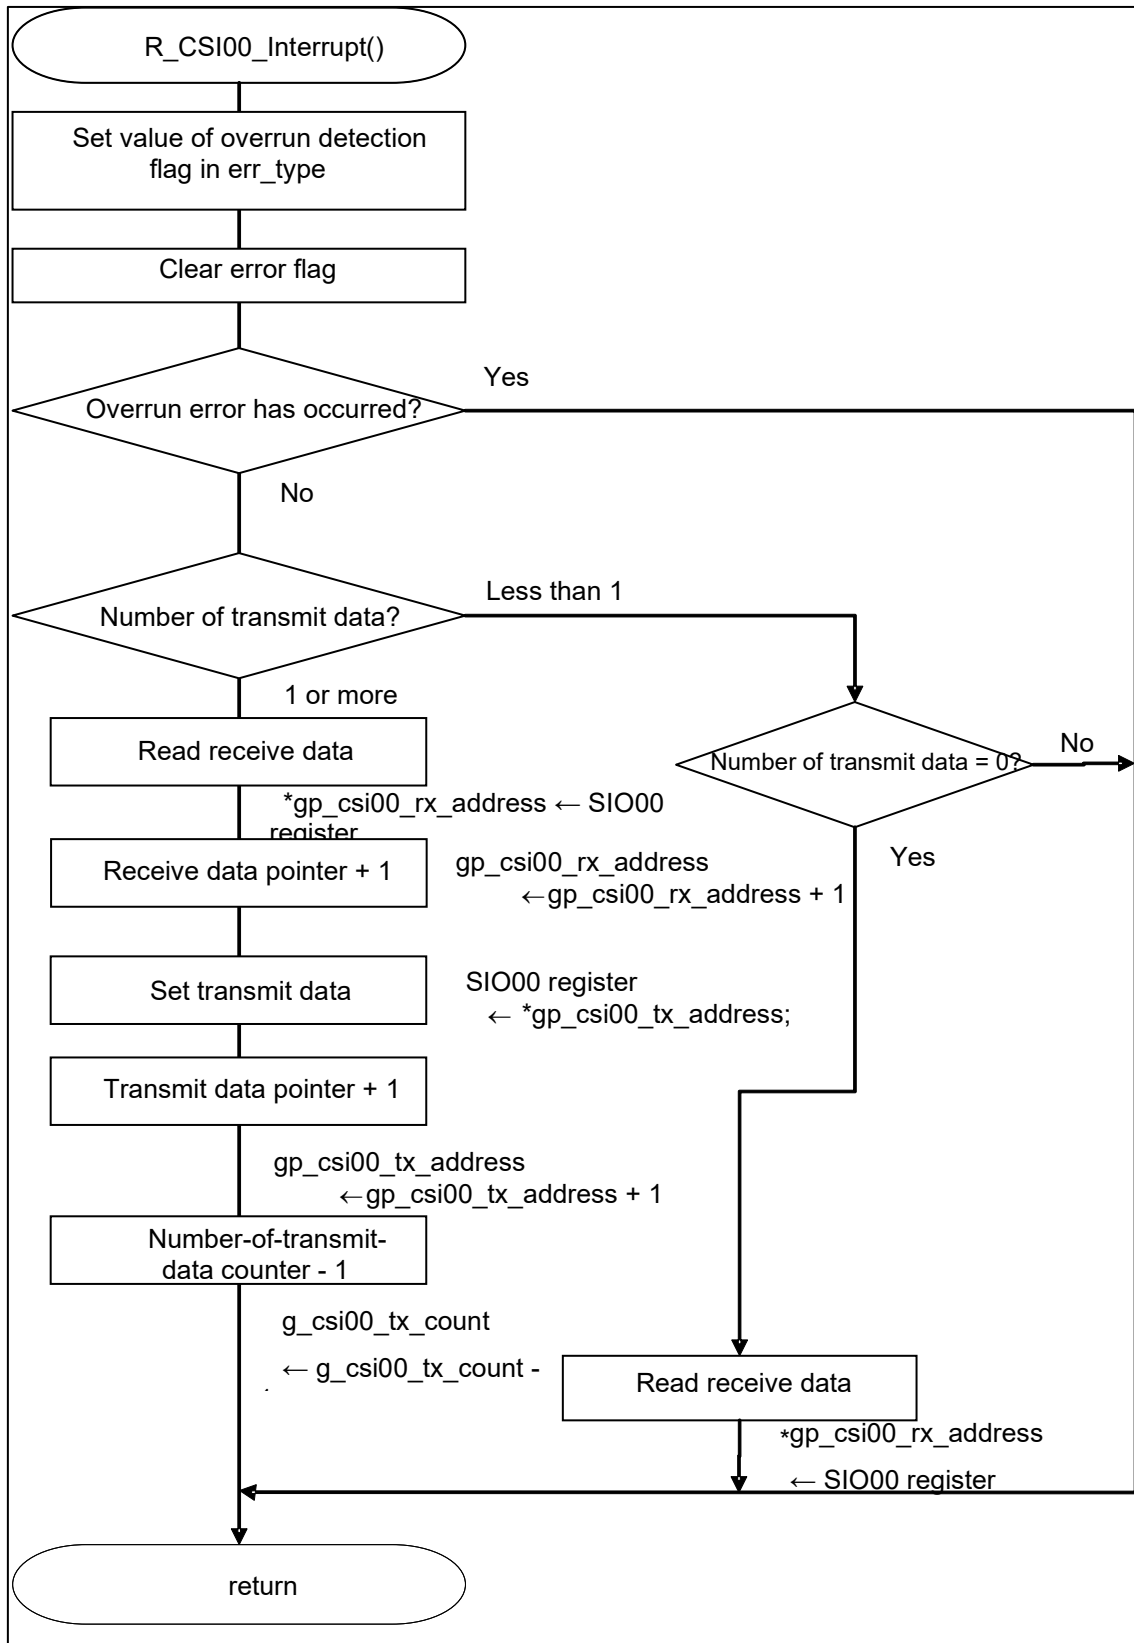 R_CSI00_Interrupt()
Set value of overrun detection
flag in err_type
Clear error flag
Yes
Overrun error has occurred?
No
Less than 1
Number of transmit data?
1 or more
Read receive data
Number of transmit data = 0?
No
*gp_csi00_rx_address ← SIO00
register
Receive data pointer + 1
gp_csi00_rx_address
←gp_csi00_rx_address + 1
Yes
Set transmit data
SIO00 register
← *gp_csi00_tx_address;
Transmit data pointer + 1
gp_csi00_tx_address
←gp_csi00_tx_address + 1
Number-of-transmit-
data counter - 1
g_csi00_tx_count
← g_csi00_tx_count -
Read receive data
*gp_csi00_rx_address
← SIO00 register
return